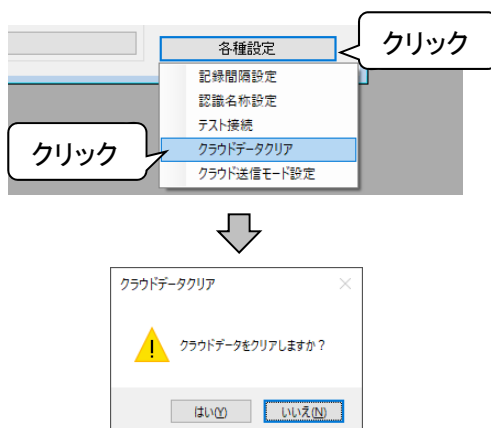 各種設定
クリック
記録間隔設定
認識名称設定
テスト接続
クリック
クラウドデータクリア
クラウド送信モード設定
クラウドデータクリア
クラウドデータをクリアしますか？
はい(Y)
いいえ(N)